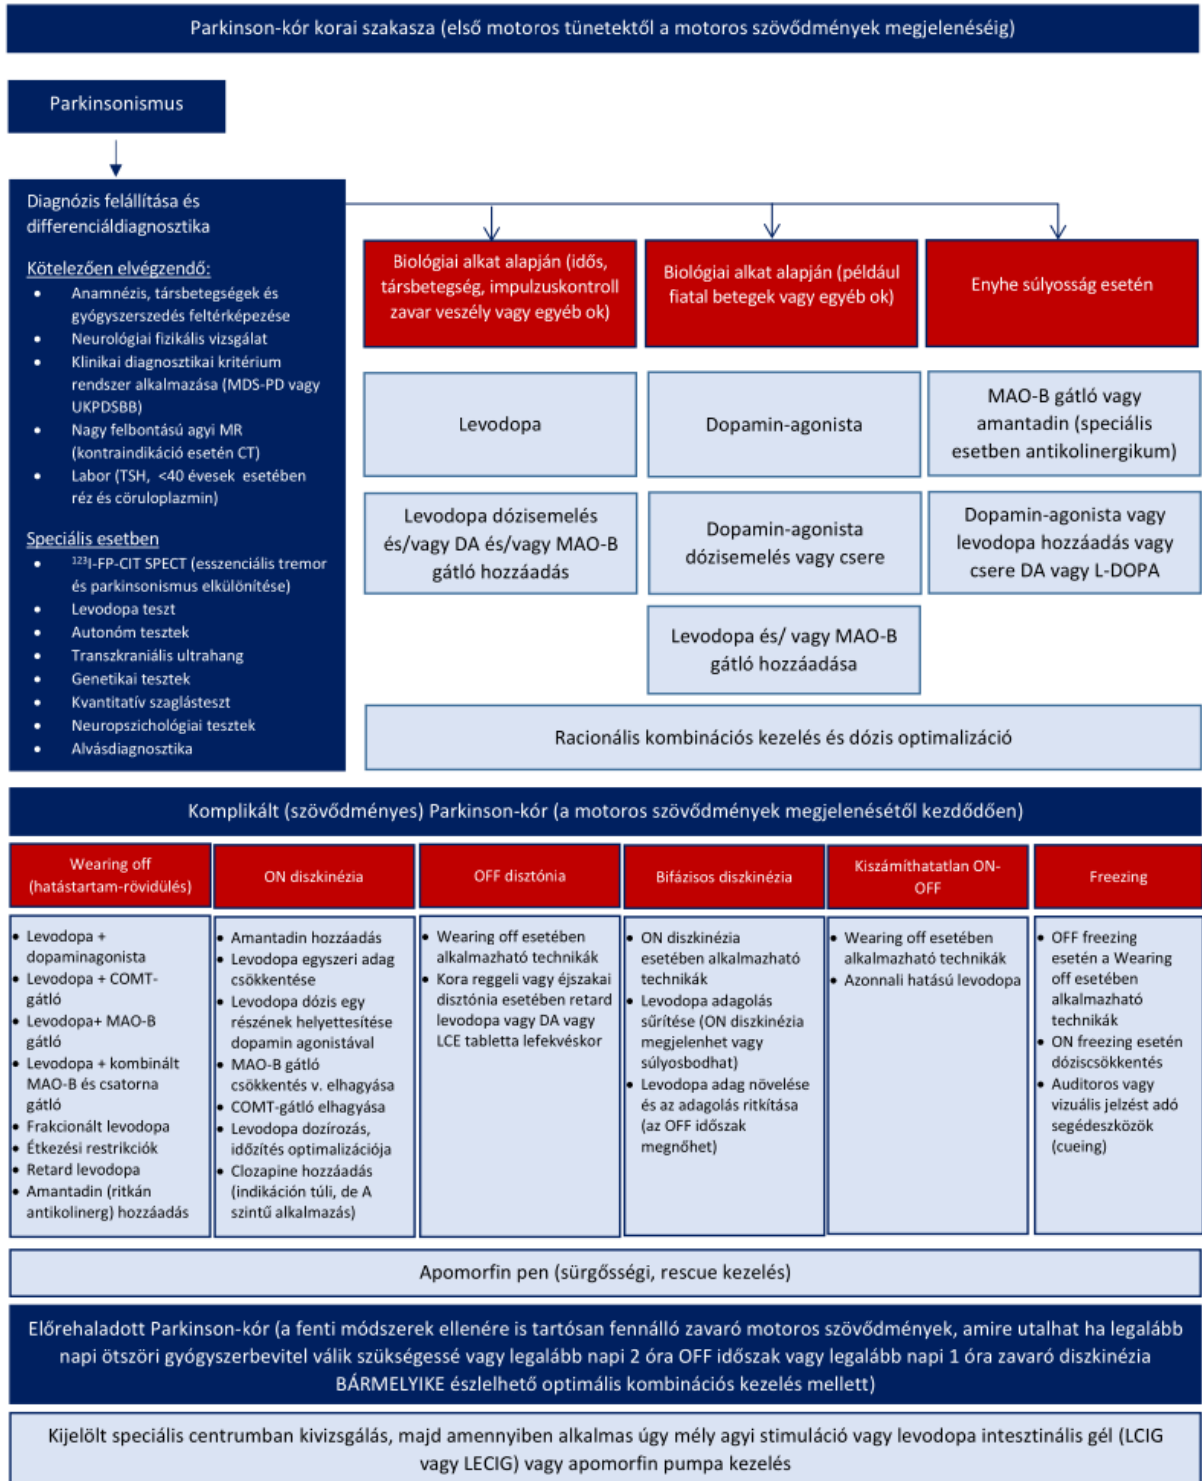 Parkinson-kór korai szakasza (első motoros tünetektől a motoros szövődmények megjelenéséig)
Parkinsonismus
Diagnózis felállítása és
differenciáldiagnosztika
Kötelezően elvégzendő:
• Anamnézis, társbetegségek és
gyógyszerszedés feltérképezése
• Neurológiai fizikális vizsgálat
• Klinikai diagnosztikai kritérium
rendszer alkalmazása (MDS-PD vagy
UKPDSBB)
• Nagy felbontású agyi MR
(kontraindikáció esetén CT)
• Labor (TSH, <40 évesek esetében
réz és cöruloplazmin)
Speciális esetben
• ¹²³I-FP-CIT SPECT (esszenciális tremor
és parkinsonismus elkülönítése)
• Levodopa teszt
• Autonóm tesztek
• Transzkraniális ultrahang
• Genetikai tesztek
• Kvantitatív szaglásteszt
• Neuropszichológiai tesztek
• Alvásdiagnosztika
Biológiai alkat alapján (idős,
társbetegség, impulzuskontroll
zavar veszély vagy egyéb ok)
Levodopa
Levodopa dózisemelés
és/vagy DA és/vagy MAO-B
gátló hozzáadás
Biológiai alkat alapján (például
fiatal betegek vagy egyéb ok)
Dopamin-agonista
Dopamin-agonista
dózisemelés vagy csere
Levodopa és/ vagy MAO-B
gátló hozzáadása
Enyhe súlyosság esetén
MAO-B gátló vagy
amantadin (speciális
esetben antikolinergikum)
Dopamin-agonista vagy
levodopa hozzáadás vagy
csere DA vagy L-DOPA
Racionális kombinációs kezelés és dózis optimalizáció
Komplikált (szövődményes) Parkinson-kór (a motoros szövődmények megjelenésétől kezdődően)
Wearing off
(hatástartam-rövidülés)
• Levodopa +
dopaminagonista
• Levodopa + COMT-
gátló
• Levodopa+ MAO-B
gátló
• Levodopa + kombinált
MAO-B és csatorna
gátló
• Frakcionált levodopa
• Étkezési restrikciók
• Retard levodopa
• Amantadin (ritkán
antikolinerg) hozzáadás
ON diszkinézia
• Amantadin hozzáadás
• Levodopa egyszeri adag
csökkentése
• Levodopa dózis egy
részének helyettesítése
dopamin agonistával
• MAO-B gátló
csökkentés v. elhagyása
• COMT-gátló elhagyása
• Levodopa dozírozás,
időzítés optimalizációja
• Clozapine hozzáadás
(indikáción túli, de A
szintű alkalmazás)
OFF disztónia
• Wearing off esetében
alkalmazható technikák
• Kora reggeli vagy éjszakai
disztónia esetében retard
levodopa vagy DA vagy
LCE tabletta lefekvéskor
Bifázisos diszkinézia
• ON diszkinézia
esetében alkalmazható
technikák
• Levodopa adagolás
sűrítése (ON diszkinézia
megjelenhet vagy
súlyosbodhat)
• Levodopa adag növelése
és az adagolás ritkítása
(az OFF időszak
megnőhet)
Kiszámíthatatlan ON-
OFF
• Wearing off esetében
alkalmazható technikák
• Azonnali hatású levodopa
Freezing
• OFF freezing
esetén a Wearing
off esetében
alkalmazható
technikák
• ON freezing esetén
dóziscsökkentés
• Auditoros vagy
vizuális jelzést adó
segédeszközök
(cueing)
Apomorfin pen (sürgősségi, rescue kezelés)
Előrehaladott Parkinson-kór (a fenti módszerek ellenére is tartósan fennálló zavaró motoros szövődmények, amire utalhat ha legalább
napi ötszöri gyógyszerbevitel válik szükségessé vagy legalább napi 2 óra OFF időszak vagy legalább napi 1 óra zavaró diszkinézia
BÁRMELYIKE észlelhető optimális kombinációs kezelés mellett)
Kijelölt speciális centrumban kivizsgálás, majd amennyiben alkalmas úgy mély agyi stimuláció vagy levodopa intesztinális gél (LCIG
vagy LECIG) vagy apomorfin pumpa kezelés